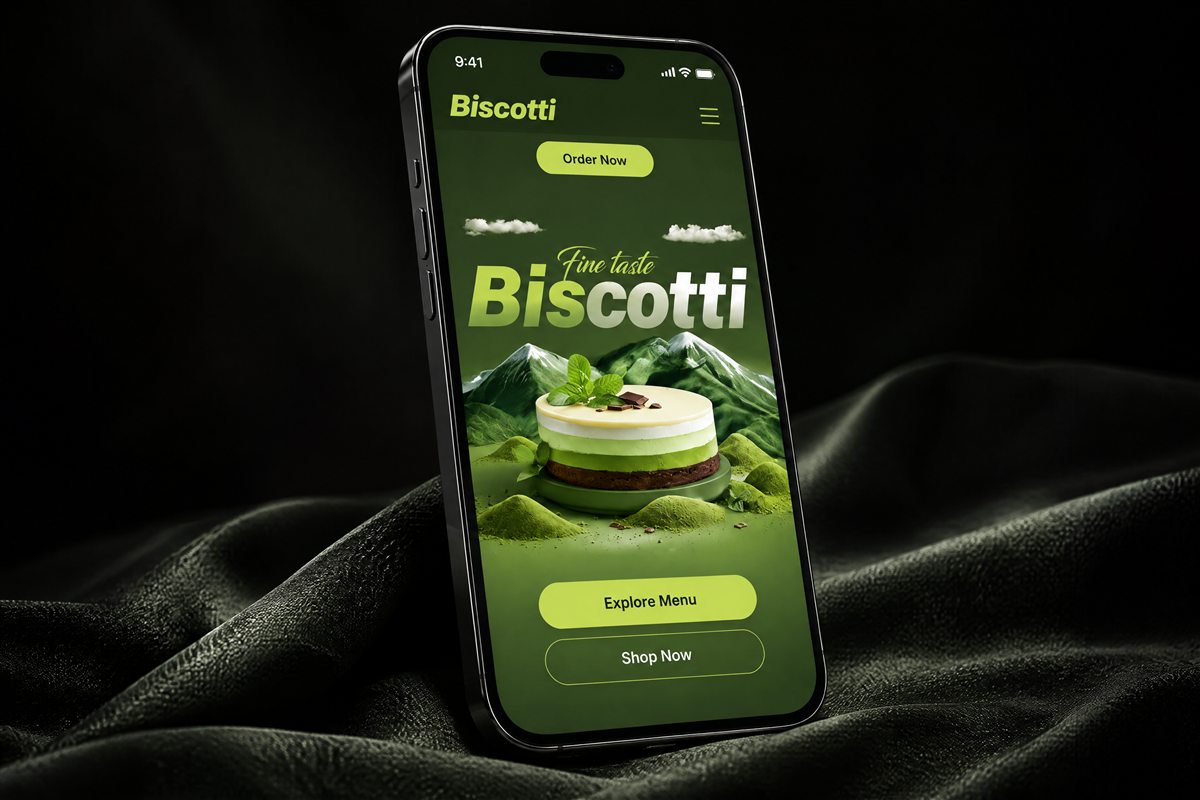 9:41
Biscotti
Order Now
Fine taste
Biscotti
Explore Menu
Shop Now